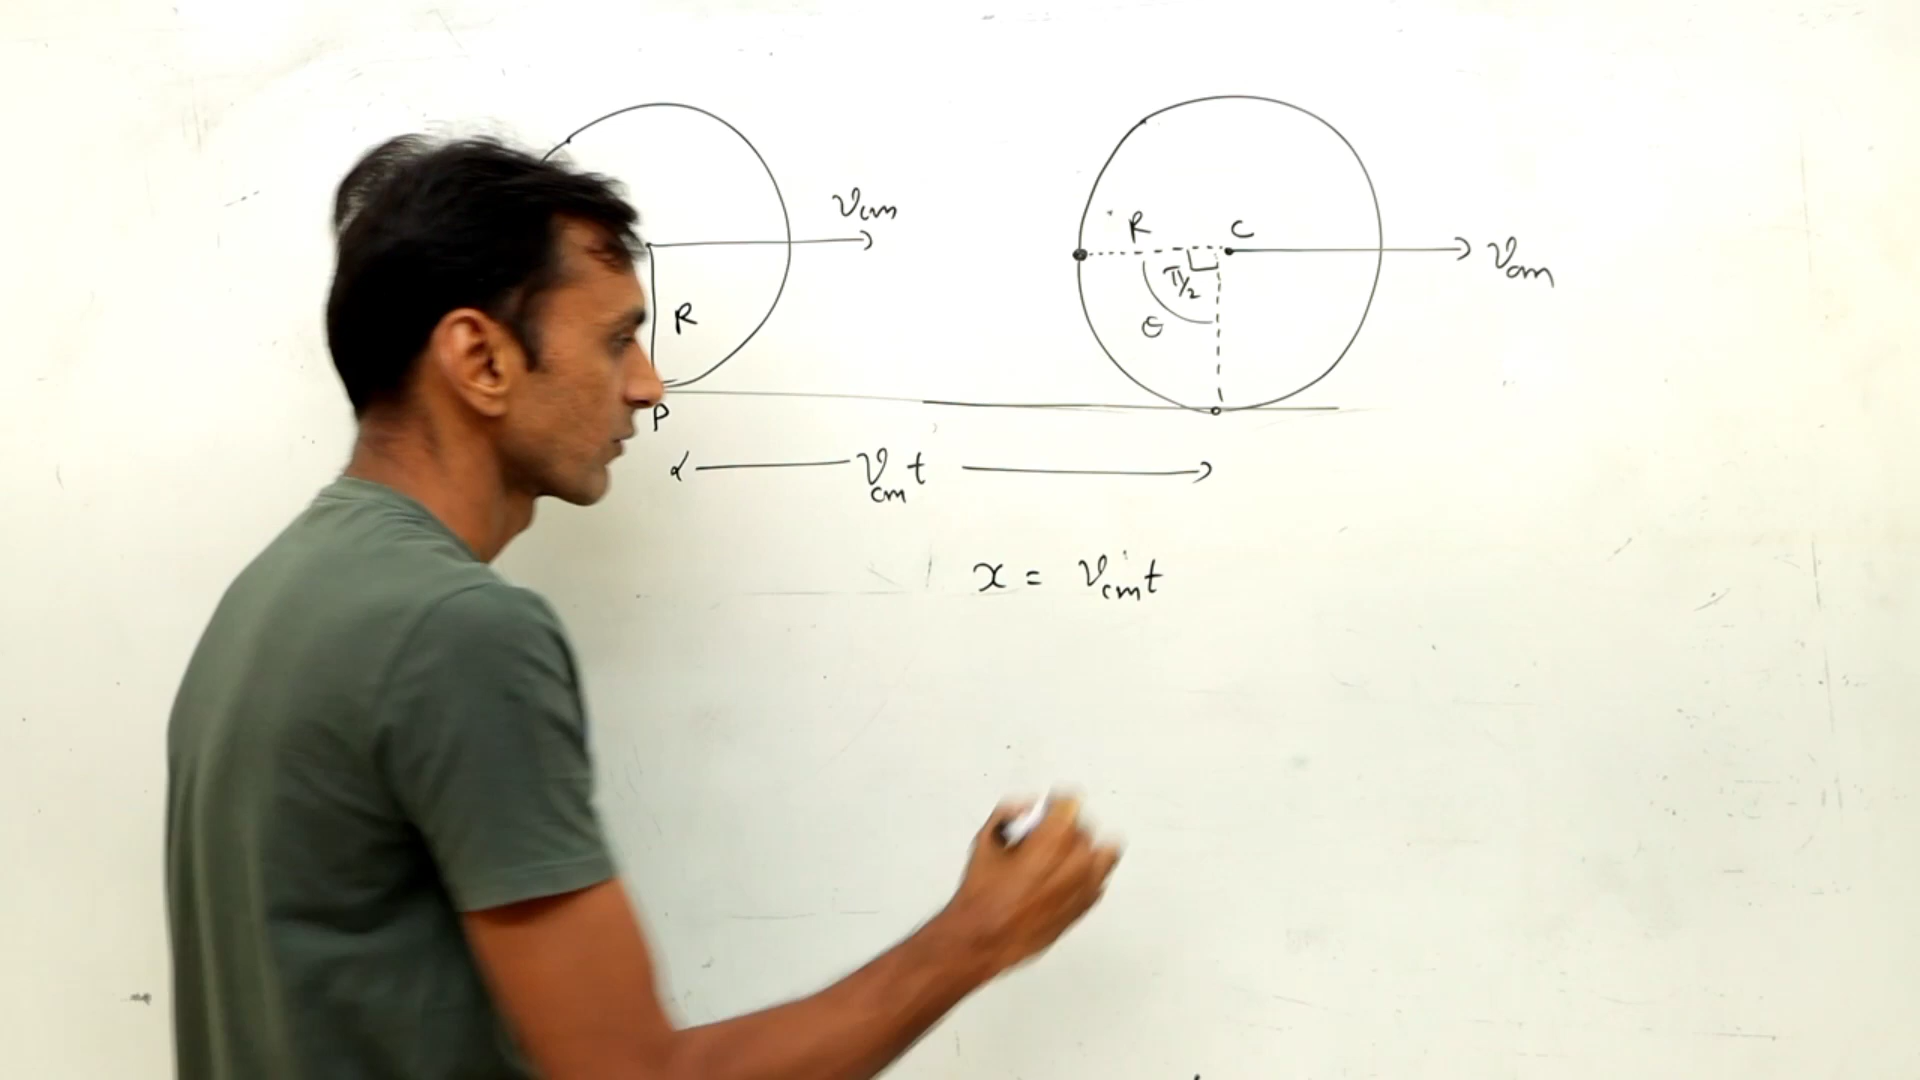 v_cm
R
P
R
C
π/2
θ
v_cm
v_cm t
x = v_cm t